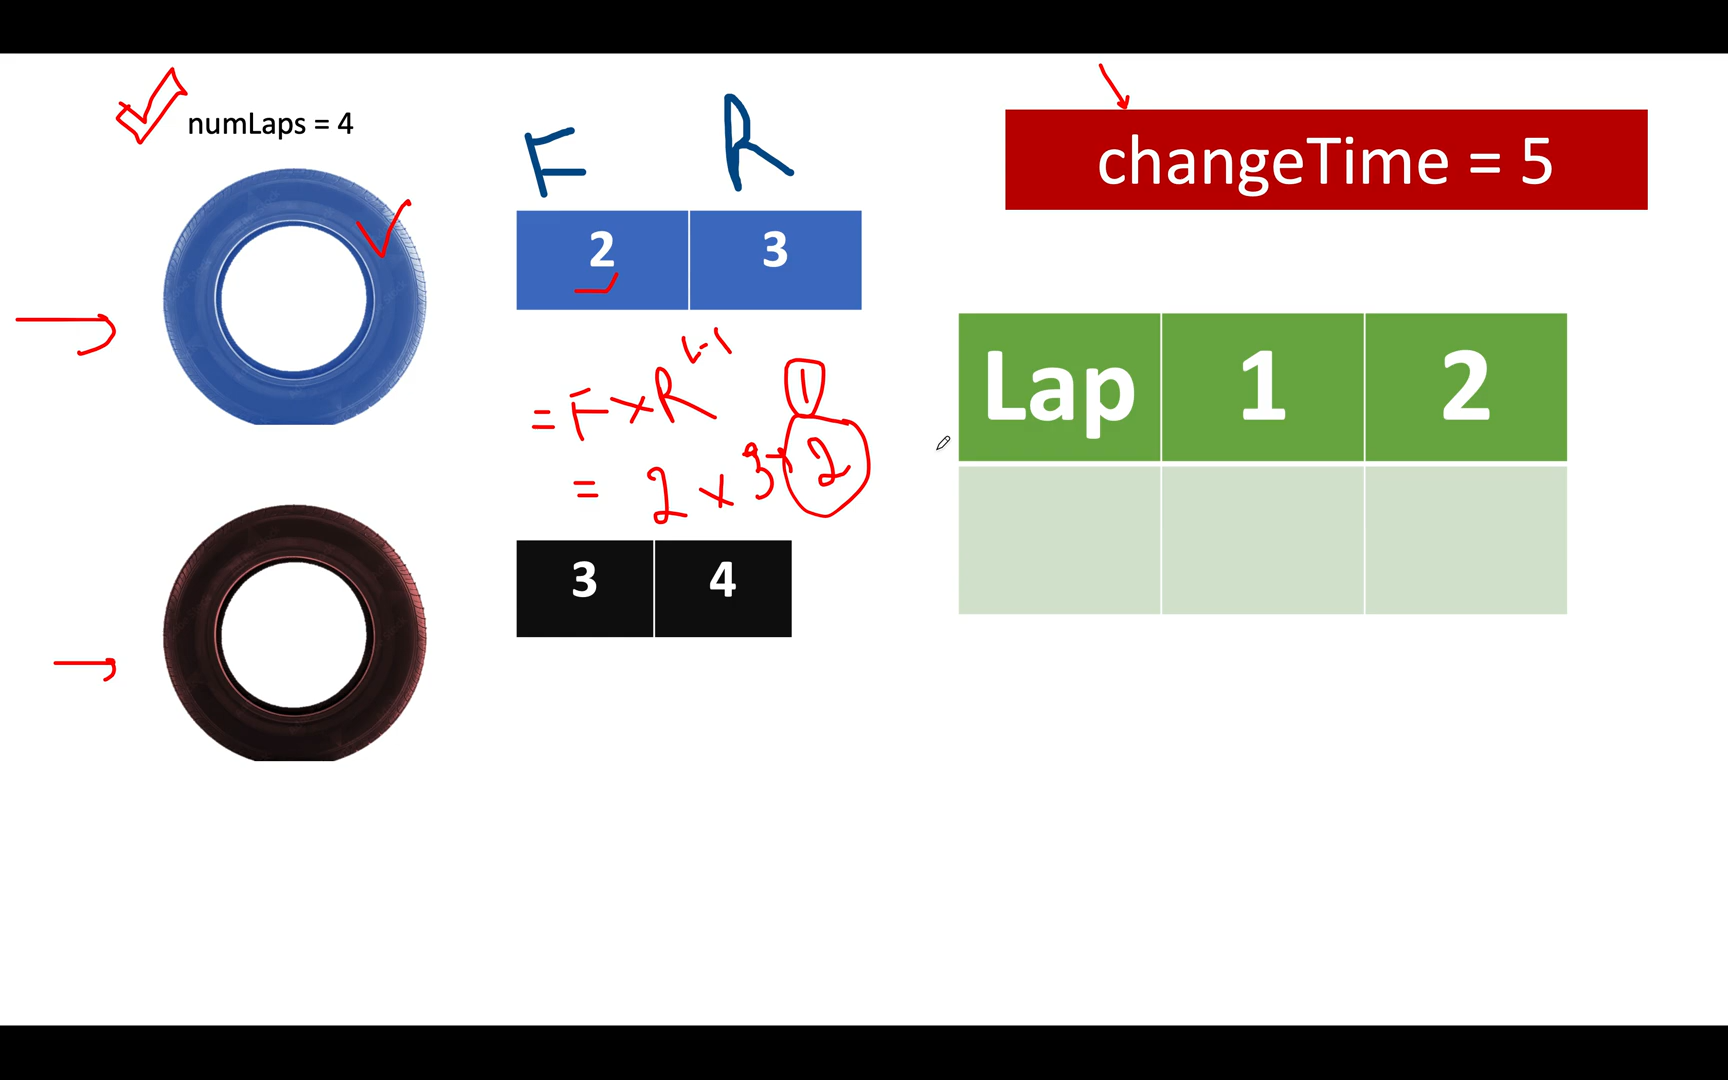 numLaps = 4
F R
2 3
= F × R^(L-1)
= 2 × 3 × 2
1
3 4
changeTime = 5
Lap 1 2